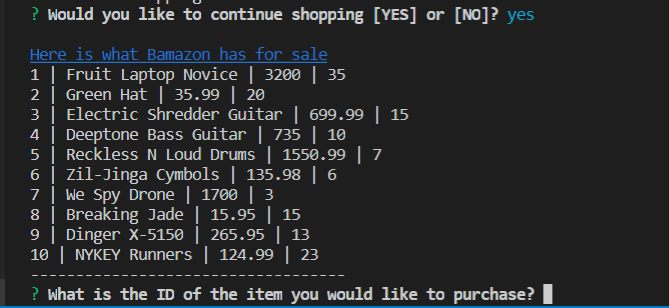 ? Would you like to continue shopping [YES] or [NO]? yes
Here is what Bamazon has for sale
1 | Fruit Laptop Novice | 3200 | 35
2 | Green Hat | 35.99 | 20
3 | Electric Shredder Guitar | 699.99 | 15
4 | Deeptone Bass Guitar | 735 | 10
5 | Reckless N Loud Drums | 1550.99 | 7
6 | Zil-Jinga Cymbols | 135.98 | 6
7 | We Spy Drone | 1700 | 3
8 | Breaking Jade | 15.95 | 15
9 | Dinger X-5150 | 265.95 | 13
10 | NYKEY Runners | 124.99 | 23
-----------------------------------
? What is the ID of the item you would like to purchase?